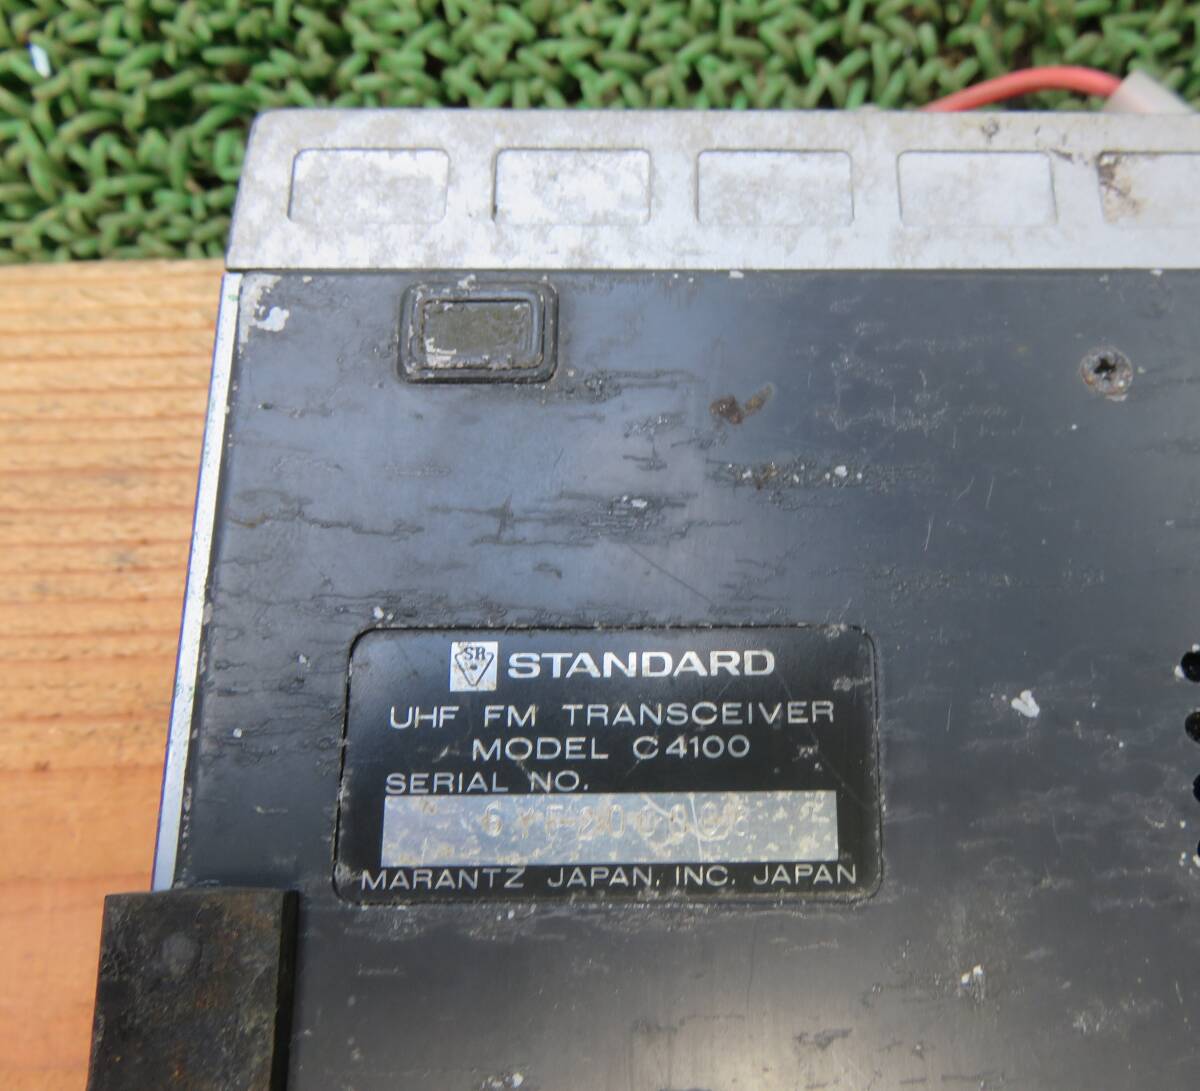 SR STANDARD
UHF FM TRANSCEIVER
MODEL C4100
SERIAL NO.
MARANTZ JAPAN, INC. JAPAN